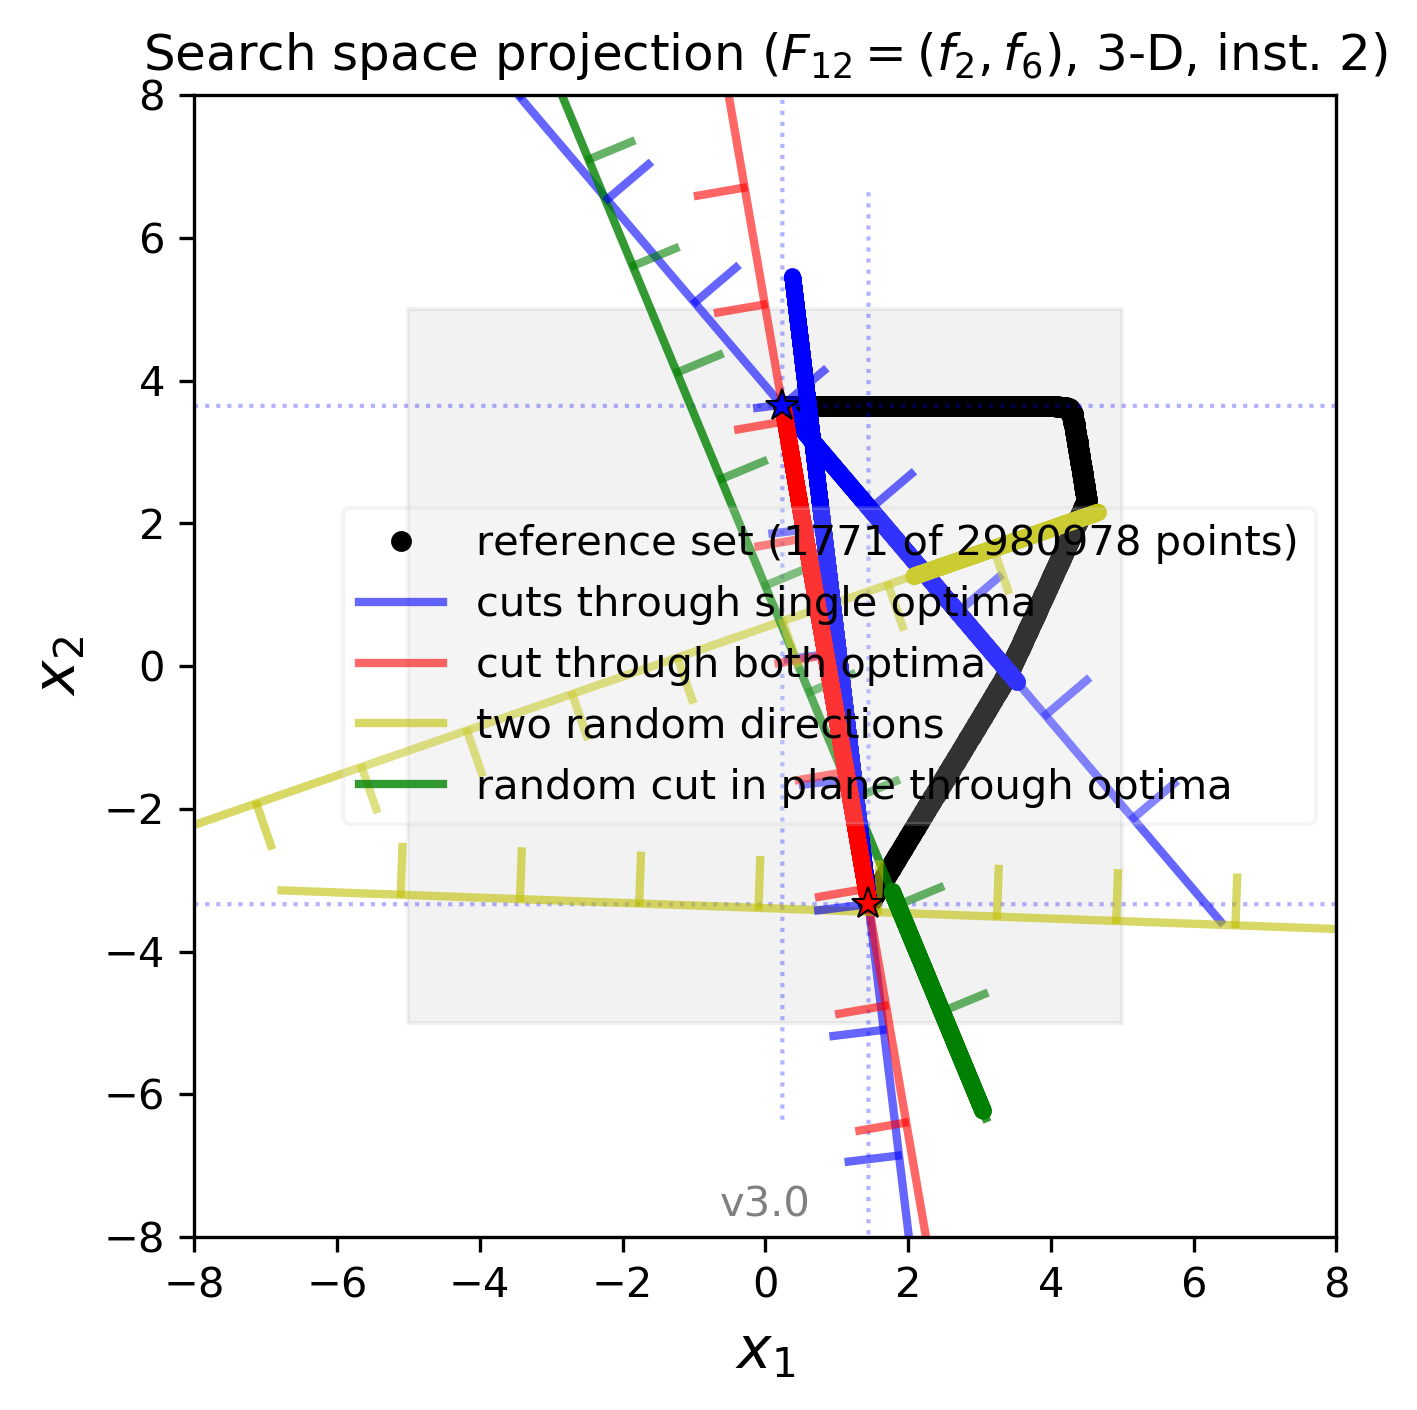 Search space projection (F12 = (f2, f6), 3-D, inst. 2)
8
6
4
2
0
−2
−4
−6
−8
x2
reference set (1771 of 2980978 points)
cuts through single optima
cut through both optima
two random directions
random cut in plane through optima
v3.0
−8 −6 −4 −2 0 2 4 6 8
x1